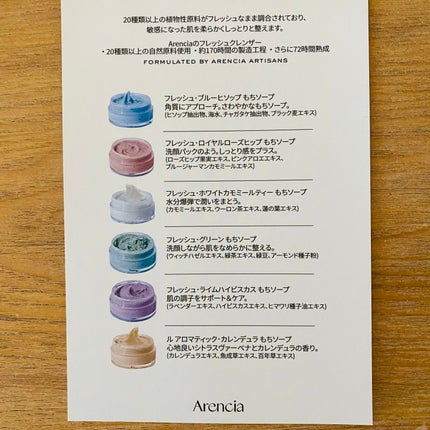 20種類以上の植物性原料がフレッシュなまま調合されており、
敏感になった肌を柔らかくしっとりと整えます。
Arenciaのフレッシュクレンザー
・20種類以上の自然原料使用 ・約170時間の製造工程 ・さらに72時間熟成
FORMULATED BY ARENCIA ARTISANS
フレッシュ・ブルーヒソップ もちソープ
角質にアプローチ。さわやかなもちソープ。
(ヒソップ抽出物、海水、チャガタケ抽出物、ブラック麦エキス)
フレッシュ・ロイヤルローズヒップ もちソープ
洗顔パックのよう。しっとり感をプラス。
(ローズヒップ果実エキス、ピンクアロエエキス、
ブルージャーマンカモミールエキス)
フレッシュ・ホワイトカモミールティー もちソープ
水分爆弾で潤いをまとう。
(カモミールエキス、ウーロン茶エキス、蓮の葉エキス)
フレッシュ・グリーン もちソープ
洗顔しながら肌をなめらかに整える。
(ウィッチヘーゼルエキス、緑茶エキス、緑豆、アーモンド種子粉)
フレッシュ・ライムハイビスカス もちソープ
肌の調子をサポート&ケア。
(ラベンダーエキス、ハイビスカスエキス、ヒマワリ種子油エキス)
ル アロマティック・カレンデュラ もちソープ
心地良いシトラスヴァーベナとカレンデュラの香り。
(カレンデュラエキス、魚成草エキス、百年草エキス)
Arencia